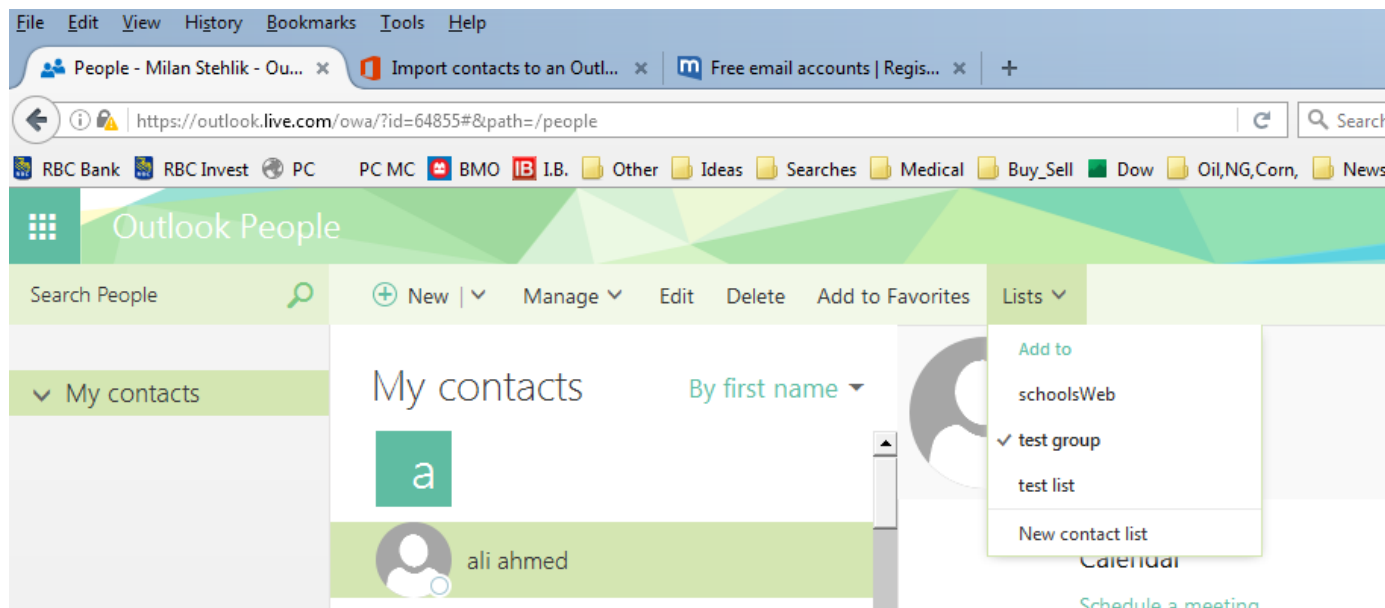 File Edit View History Bookmarks Tools Help
People - Milan Stehlik - Ou... × Import contacts to an Outl... × m Free email accounts | Regis... × +
https://outlook.live.com/owa/?id=64855#&path=/people Search
RBC Bank RBC Invest PC PC MC BMO IB I.B. Other Ideas Searches Medical Buy_Sell Dow Oil,NG,Corn, News
Outlook People
Search People New Manage Edit Delete Add to Favorites Lists
Add to
My contacts My contacts By first name schoolsWeb
test group
a test list
New contact list
ali ahmed Calendar
Schedule a meeting